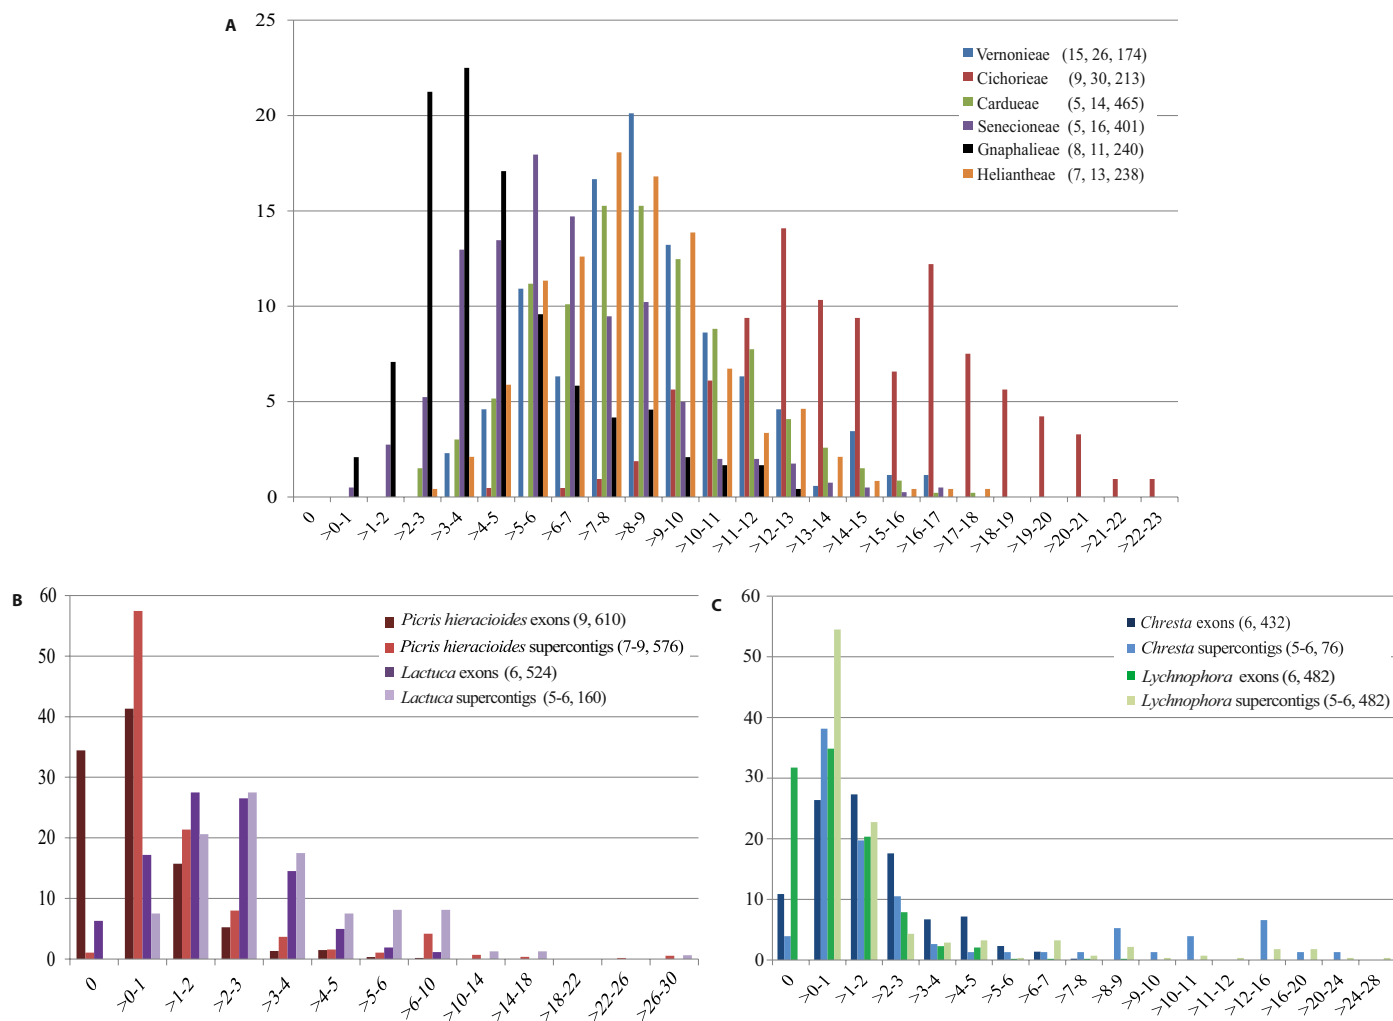 A
25
20
15
10
5
0
Vernonieae (15, 26, 174)
Cichorieae (9, 30, 213)
Cardueae (5, 14, 465)
Senecioneae (5, 16, 401)
Gnaphalieae (8, 11, 240)
Heliantheae (7, 13, 238)
0 >0-1 >1-2 >2-3 >3-4 >4-5 >5-6 >6-7 >7-8 >8-9 >9-10 >10-11 >11-12 >12-13 >13-14 >14-15 >15-16 >16-17 >17-18 >18-19 >19-20 >20-21 >21-22 >22-23
B
60
50
40
30
20
10
0
Picris hieracioides exons (9, 610)
Picris hieracioides supercontigs (7-9, 576)
Lactuca exons (6, 524)
Lactuca supercontigs (5-6, 160)
0 >0-1 >1-2 >2-3 >3-4 >4-5 >5-6 >6-10 >10-14 >14-18 >18-22 >22-26 >26-30
C
60
50
40
30
20
10
0
Chresta exons (6, 432)
Chresta supercontigs (5-6, 76)
Lychnophora exons (6, 482)
Lychnophora supercontigs (5-6, 482)
0 >0-1 >1-2 >2-3 >3-4 >4-5 >5-6 >6-7 >7-8 >8-9 >9-10 >10-11 >11-12 >12-16 >16-20 >20-24 >24-28